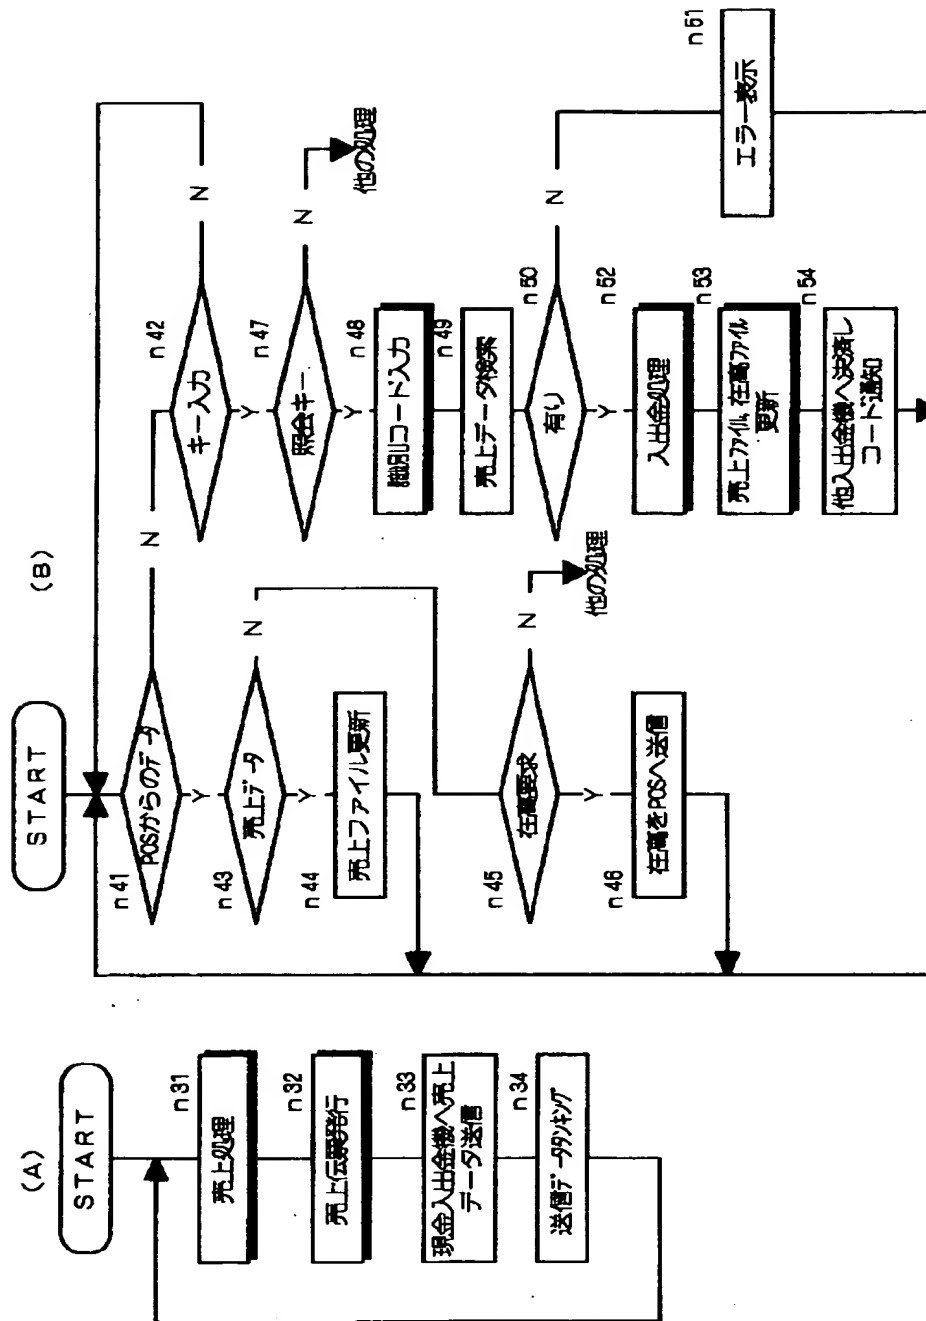 (A)
START
n31
売上処理
n32
売上伝票発行
n33
現金入出金機へ売上
データ送信
n34
送信データランキング
(B)
START
n41
POSからのデータ
N
Y
n42
キー入力
N
Y
n43
売上データ
N
Y
n44
売上ファイル更新
n45
在高要求
N
他の処理
Y
n46
在高をPOSへ送信
n47
照会キー
N
他の処理
Y
n48
識別コード入力
n49
売上データ検索
n50
有り
N
Y
n51
エラー表示
n52
入出金処理
n53
売上ファイル, 在高ファイル
更新
n54
他入出金機へ決済し
コード通知